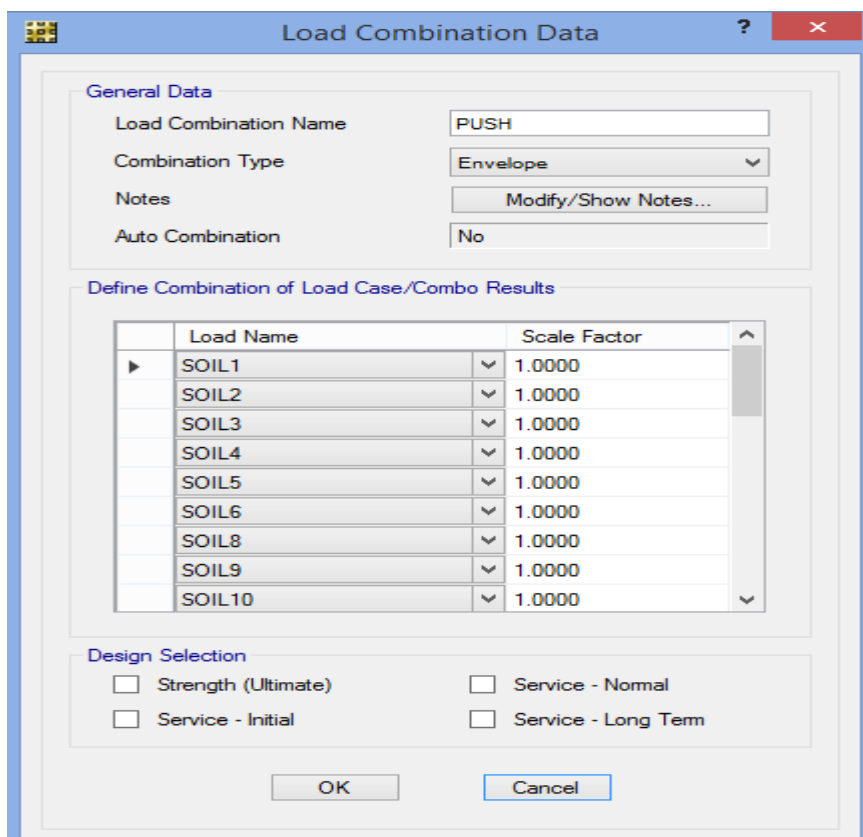 Load Combination Data ?
General Data
Load Combination Name PUSH
Combination Type Envelope
Notes Modify/Show Notes...
Auto Combination No
Define Combination of Load Case/Combo Results
Load Name Scale Factor
SOIL1 1.0000
SOIL2 1.0000
SOIL3 1.0000
SOIL4 1.0000
SOIL5 1.0000
SOIL6 1.0000
SOIL8 1.0000
SOIL9 1.0000
SOIL10 1.0000
Design Selection
Strength (Ultimate) Service - Normal
Service - Initial Service - Long Term
OK Cancel